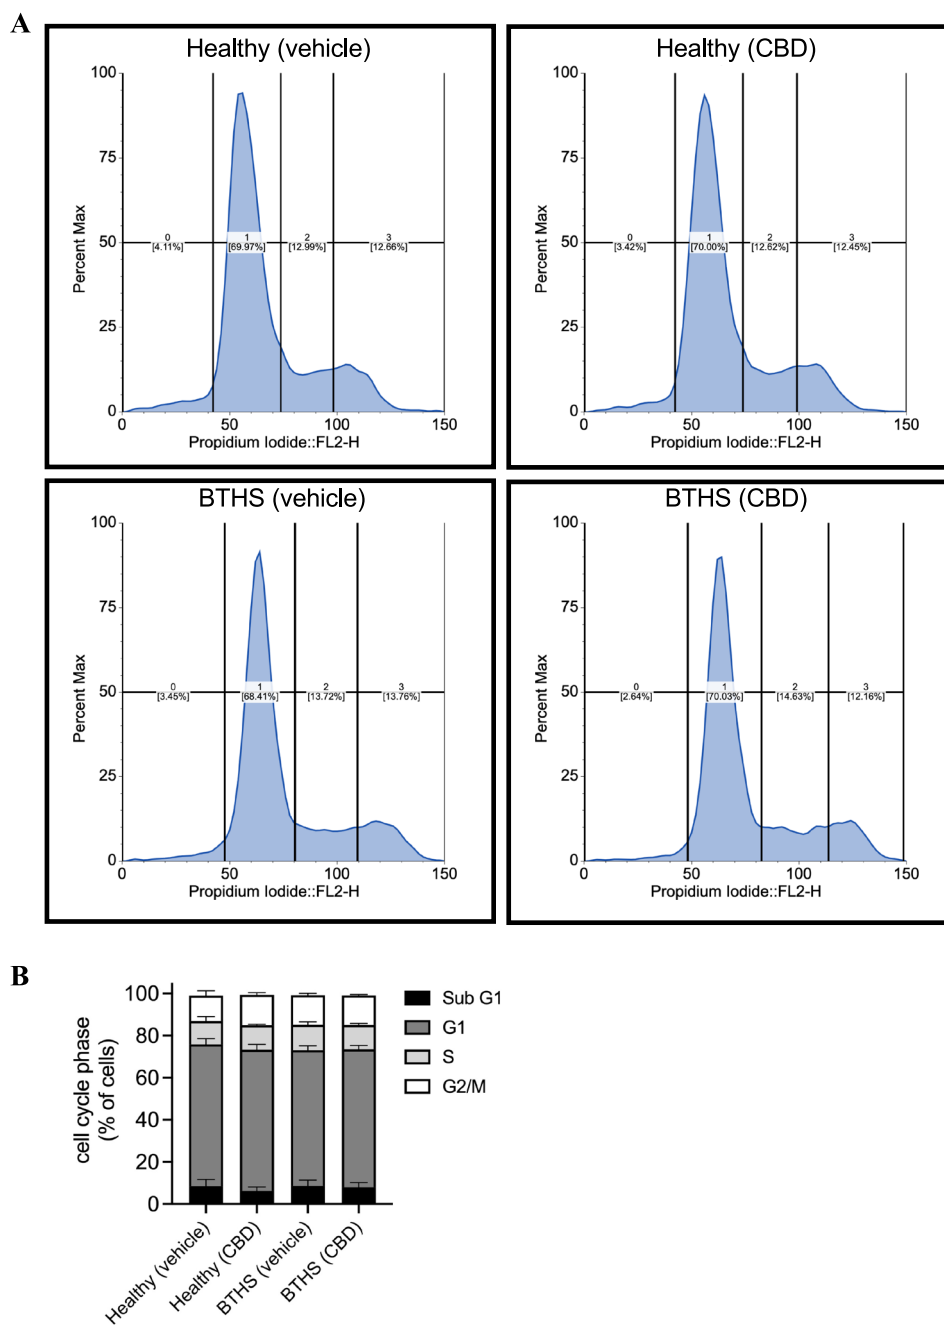 A
Healthy (vehicle)
100
75
50
25
0
Percent Max
0
[4.11%]
1
[69.97%]
2
[12.99%]
3
[12.66%]
0 50 100 150
Propidium Iodide::FL2-H
Healthy (CBD)
100
75
50
25
0
Percent Max
0
[3.42%]
1
[70.00%]
2
[12.62%]
3
[12.45%]
0 50 100 150
Propidium Iodide::FL2-H
BTHS (vehicle)
100
75
50
25
0
Percent Max
0
[3.45%]
1
[68.41%]
2
[13.72%]
3
[13.76%]
0 50 100 150
Propidium Iodide::FL2-H
BTHS (CBD)
100
75
50
25
0
Percent Max
0
[2.64%]
1
[70.03%]
2
[14.63%]
3
[12.16%]
0 50 100 150
Propidium Iodide::FL2-H
B
cell cycle phase
(% of cells)
100
80
60
40
20
0
Healthy (vehicle)
Healthy (CBD)
BTHS (vehicle)
BTHS (CBD)
Sub G1
G1
S
G2/M